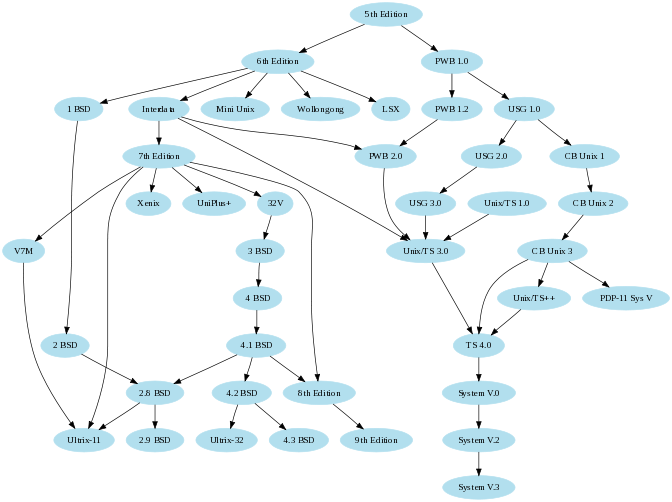 5th Edition
6th Edition
PWB 1.0
1 BSD
Interdata
Mini Unix
Wollongong
LSX
PWB 1.2
USG 1.0
7th Edition
PWB 2.0
USG 2.0
CB Unix 1
Xenix
UniPlus+
32V
USG 3.0
Unix/TS 1.0
CB Unix 2
V7M
3 BSD
Unix/TS 3.0
CB Unix 3
4 BSD
Unix/TS++
PDP-11 Sys V
2 BSD
4.1 BSD
TS 4.0
2.8 BSD
4.2 BSD
8th Edition
System V.0
Ultrix-11
2.9 BSD
Ultrix-32
4.3 BSD
9th Edition
System V.2
System V.3